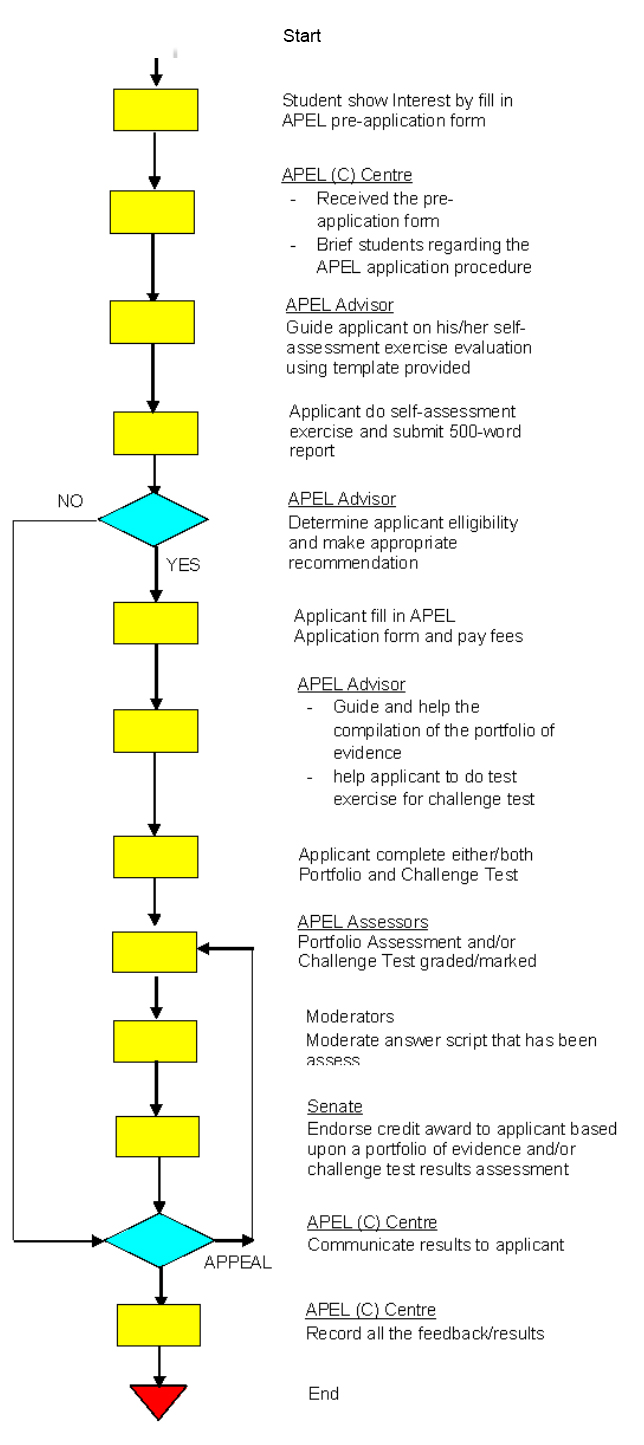 Start
Student show Interest by fill in
APEL pre-application form
APEL (C) Centre
- Received the pre-
application form
- Brief students regarding the
APEL application procedure
APEL Advisor
Guide applicant on his/her self-
assessment exercise evaluation
using template provided
Applicant do self-assessment
exercise and submit 500-word
report
NO
APEL Advisor
Determine applicant elligibility
and make appropriate
recommendation
YES
Applicant fill in APEL
Application form and pay fees
APEL Advisor
- Guide and help the
compilation of the portfolio of
evidence
- help applicant to do test
exercise for challenge test
Applicant complete either/both
Portfolio and Challenge Test
APEL Assessors
Portfolio Assessment and/or
Challenge Test graded/marked
Moderators
Moderate answer script that has been
assess
Senate
Endorse credit award to applicant based
upon a portfolio of evidence and/or
challenge test results assessment
APEL (C) Centre
Communicate results to applicant
APPEAL
APEL (C) Centre
Record all the feedback/results
End